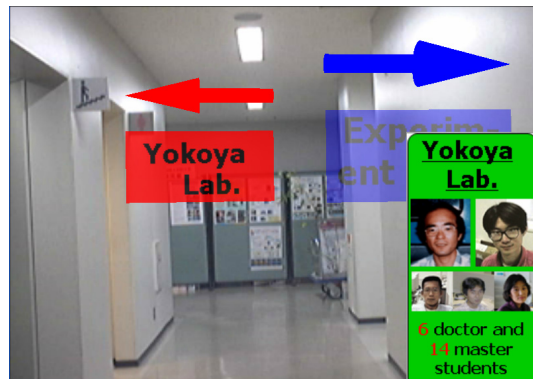 Yokoya
Lab.
Experim-
ent
Yokoya
Lab.
6 doctor and
14 master
students